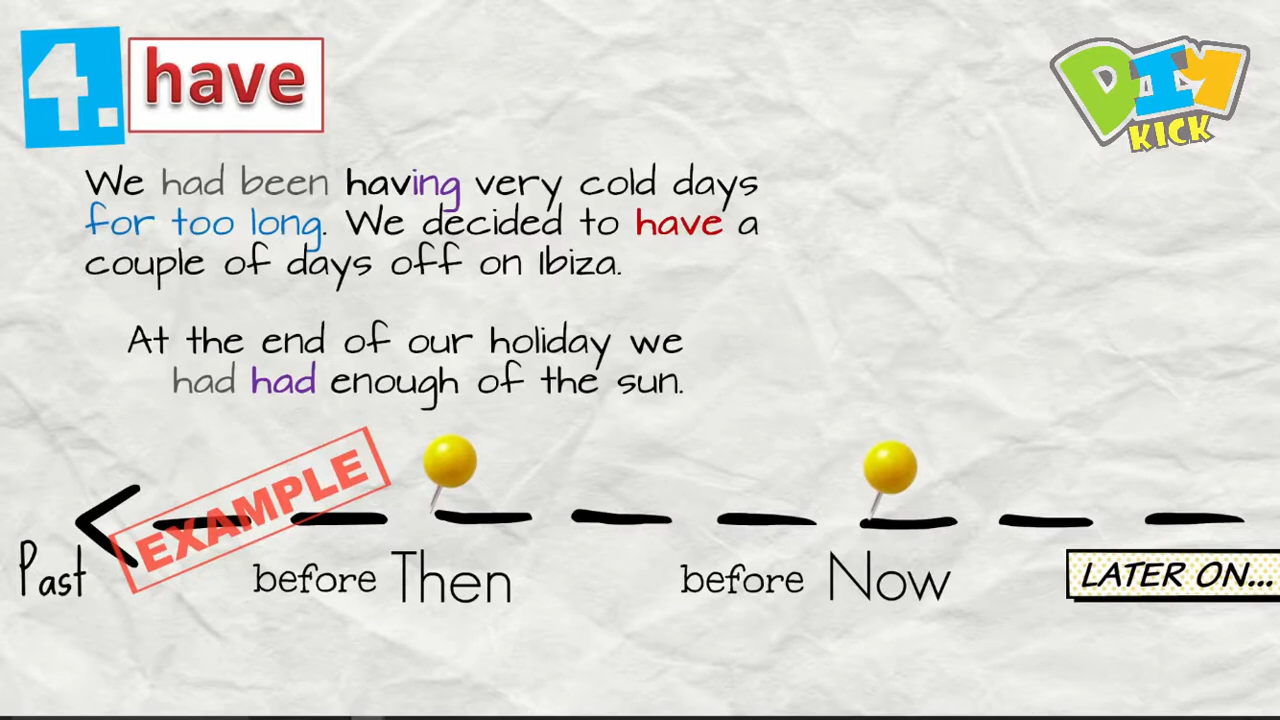 4.
have
DIY
KICK
We had been having very cold days
for too long. We decided to have a
couple of days off on Ibiza.
At the end of our holiday we
had had enough of the sun.
EXAMPLE
Past
before Then
before Now
LATER ON...